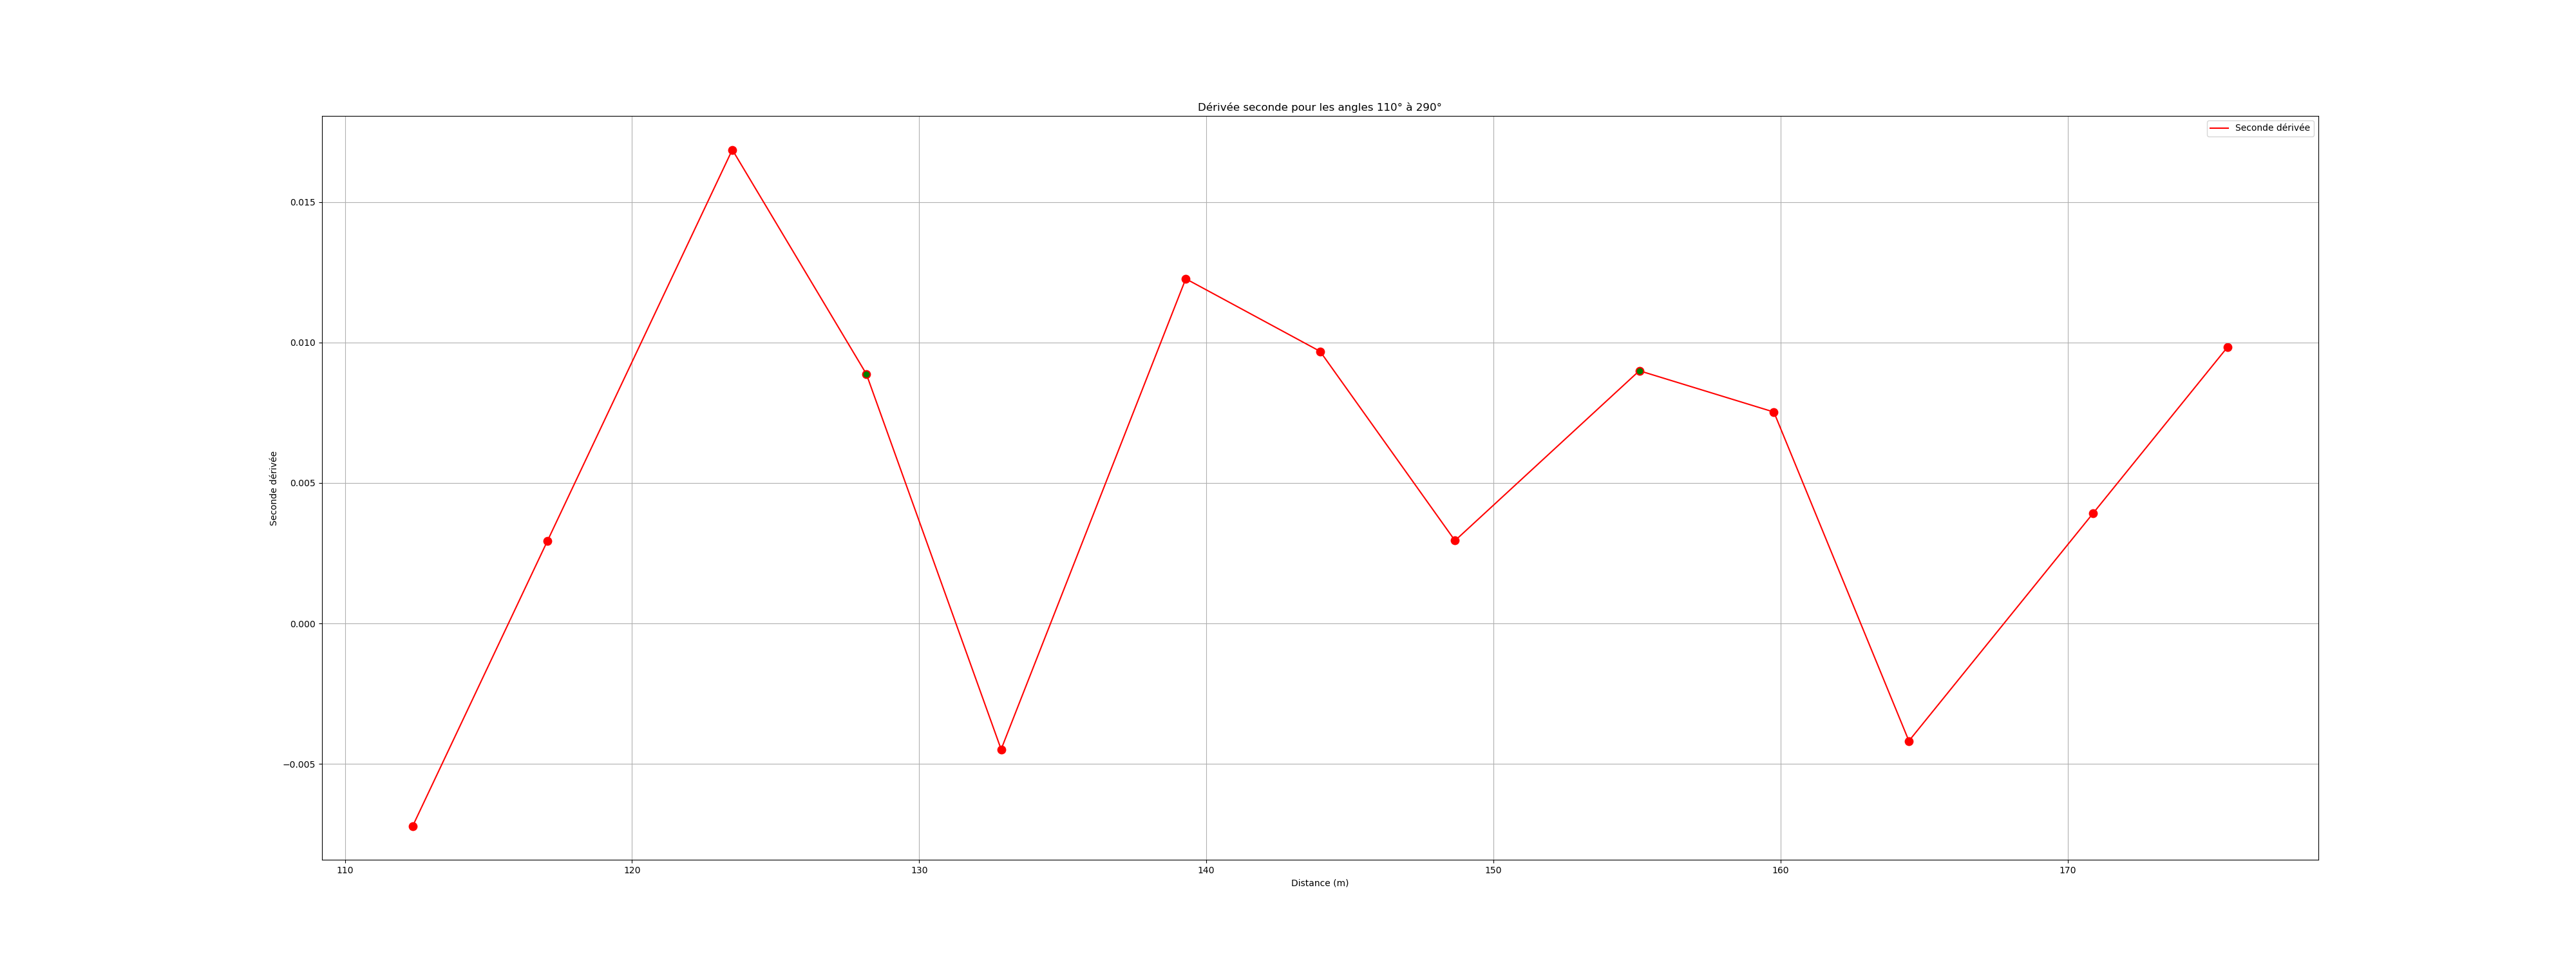 Dérivée seconde pour les angles 110° à 290°
Seconde dérivée
0.015
0.010
0.005
0.000
−0.005
Seconde dérivée
110 120 130 140 150 160 170
Distance (m)